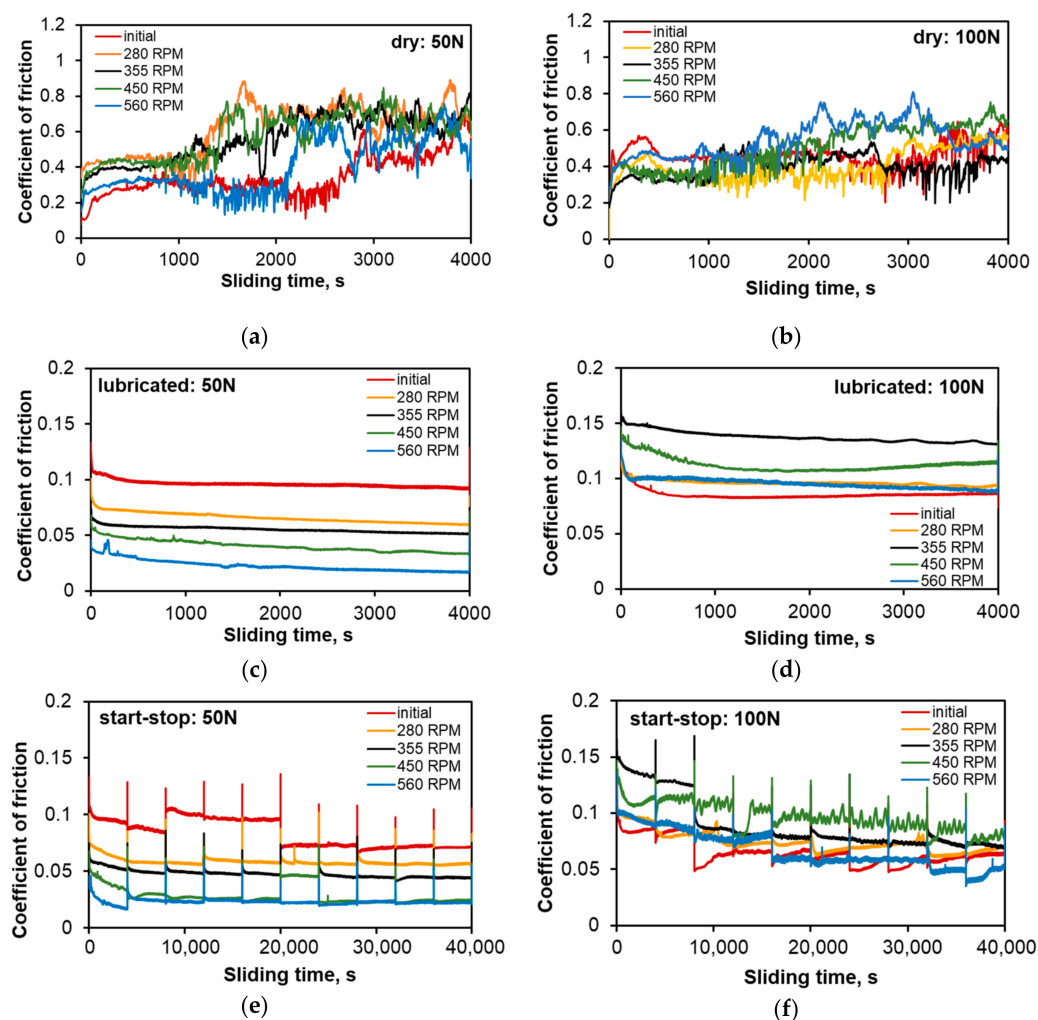 dry: 50N
Coefficient of friction
1.2
1
0.8
0.6
0.4
0.2
0
initial
280 RPM
355 RPM
450 RPM
560 RPM
0
1000
2000
3000
4000
Sliding time, s
(a)
dry: 100N
Coefficient of friction
1.2
1
0.8
0.6
0.4
0.2
0
initial
280 RPM
355 RPM
450 RPM
560 RPM
0
1000
2000
3000
4000
Sliding time, s
(b)
lubricated: 50N
Coefficient of friction
0.2
0.15
0.1
0.05
0
initial
280 RPM
355 RPM
450 RPM
560 RPM
0
1000
2000
3000
4000
Sliding time, s
(c)
lubricated: 100N
Coefficient of friction
0.2
0.15
0.1
0.05
0
initial
280 RPM
355 RPM
450 RPM
560 RPM
0
1000
2000
3000
4000
Sliding time, s
(d)
start-stop: 50N
Coefficient of friction
0.2
0.15
0.1
0.05
0
initial
280 RPM
355 RPM
450 RPM
560 RPM
0
10,000
20,000
30,000
40,000
Sliding time, s
(e)
start-stop: 100N
Coefficient of friction
0.2
0.15
0.1
0.05
0
initial
280 RPM
355 RPM
450 RPM
560 RPM
0
10,000
20,000
30,000
40,000
Sliding time, s
(f)